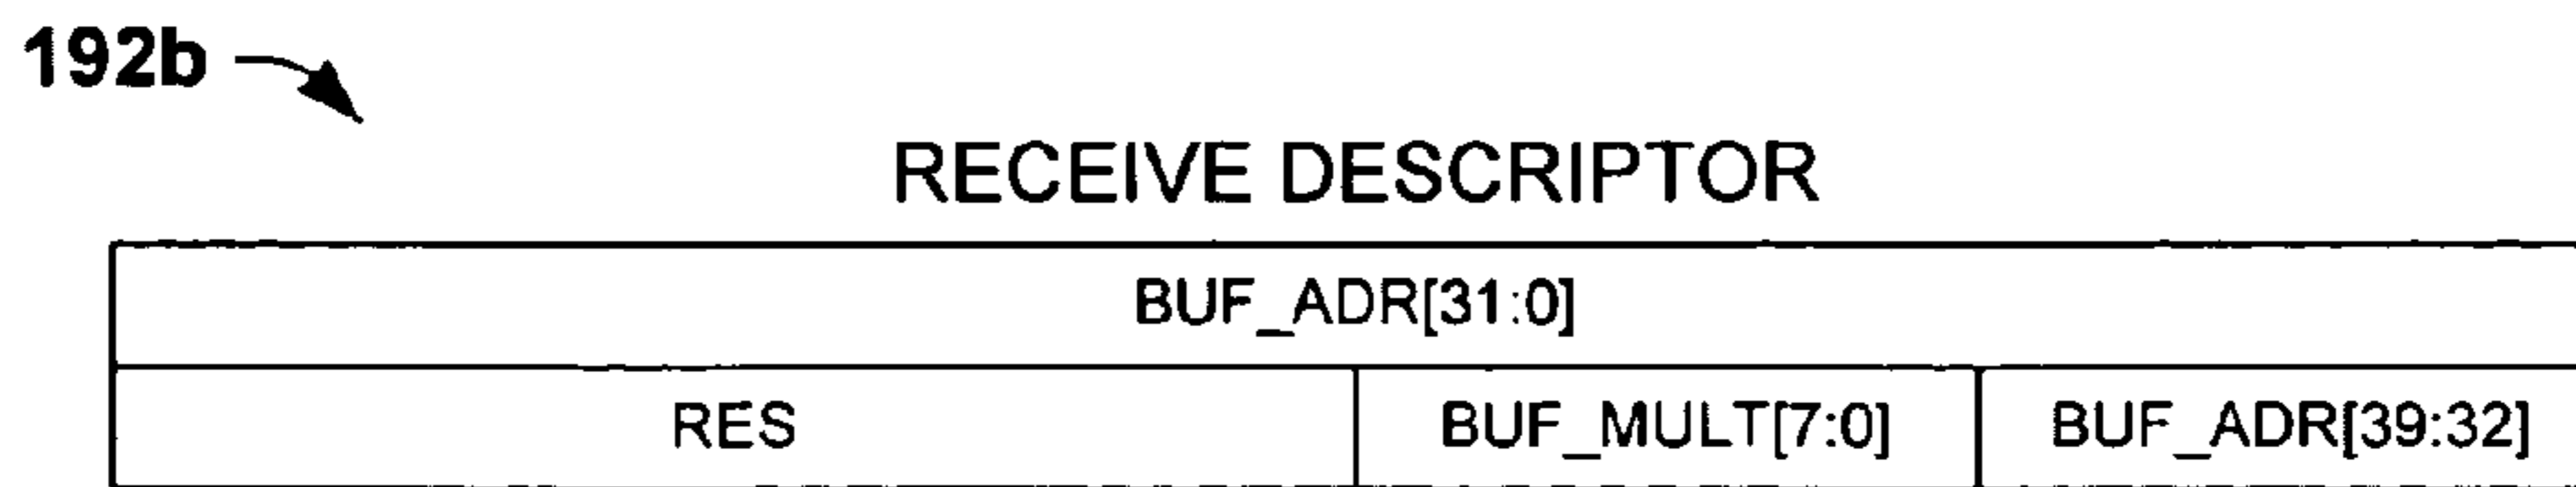 192b
RECEIVE DESCRIPTOR
BUF_ADR[31:0]
RES BUF_MULT[7:0] BUF_ADR[39:32]